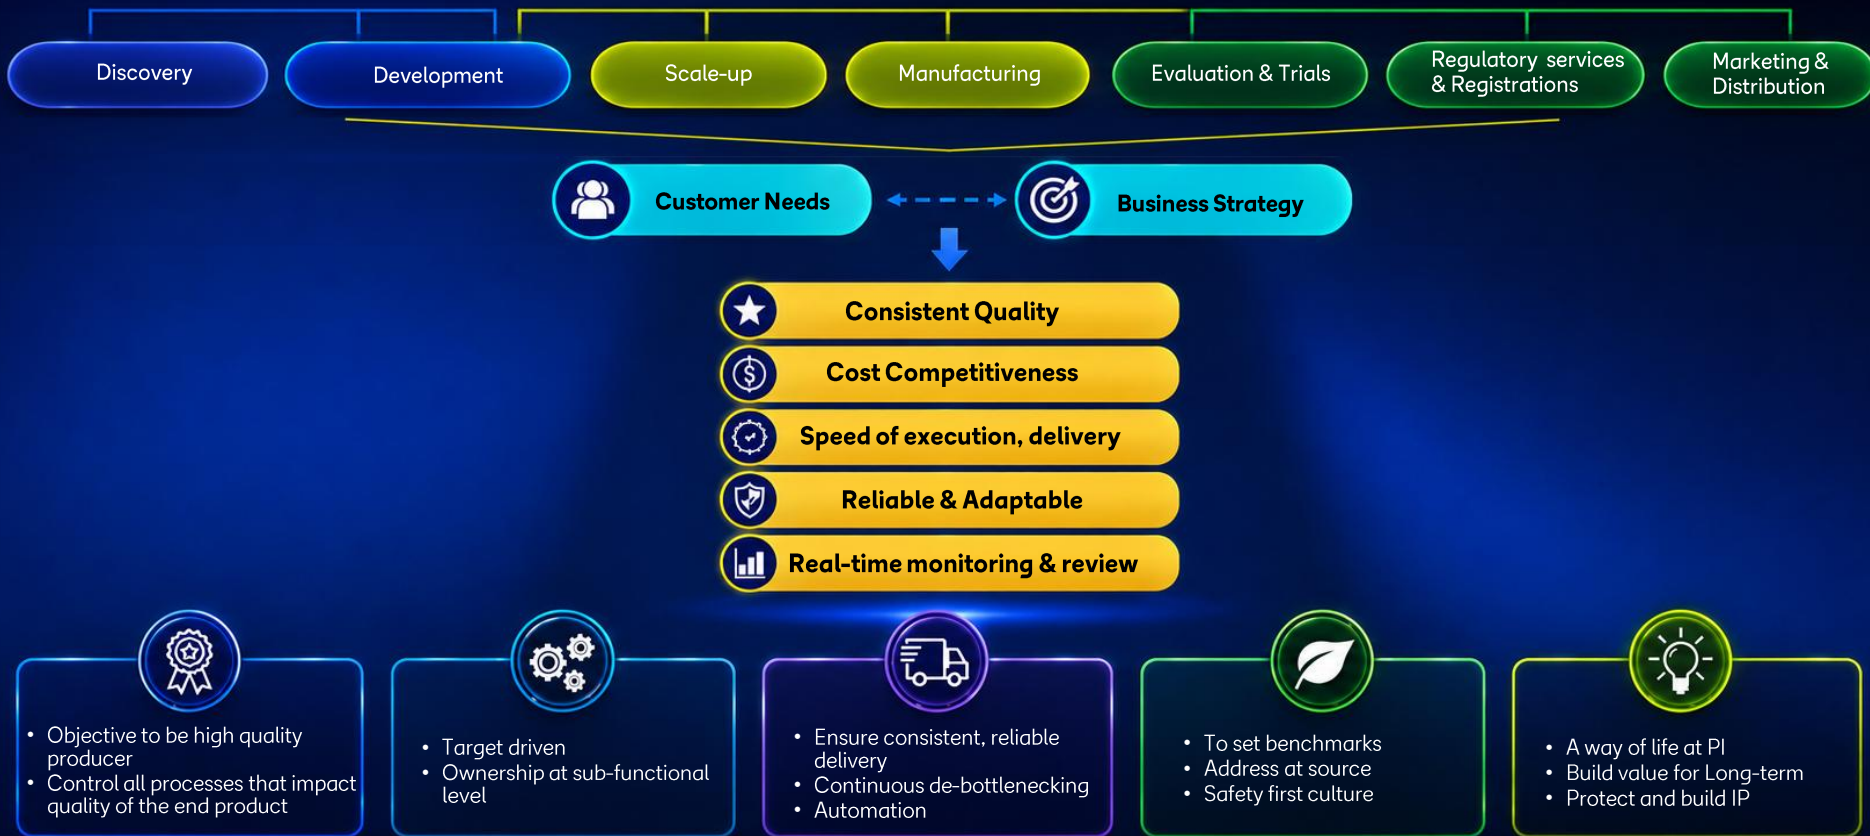 Discovery
Development
Scale-up
Manufacturing
Evaluation & Trials
Regulatory services
& Registrations
Marketing &
Distribution
Customer Needs
Business Strategy
Consistent Quality
Cost Competitiveness
Speed of execution, delivery
Reliable & Adaptable
Real-time monitoring & review
• Objective to be high quality
producer
• Control all processes that impact
quality of the end product
• Target driven
• Ownership at sub-functional
level
• Ensure consistent, reliable
delivery
• Continuous de-bottlenecking
• Automation
• To set benchmarks
• Address at source
• Safety first culture
• A way of life at PI
• Build value for Long-term
• Protect and build IP